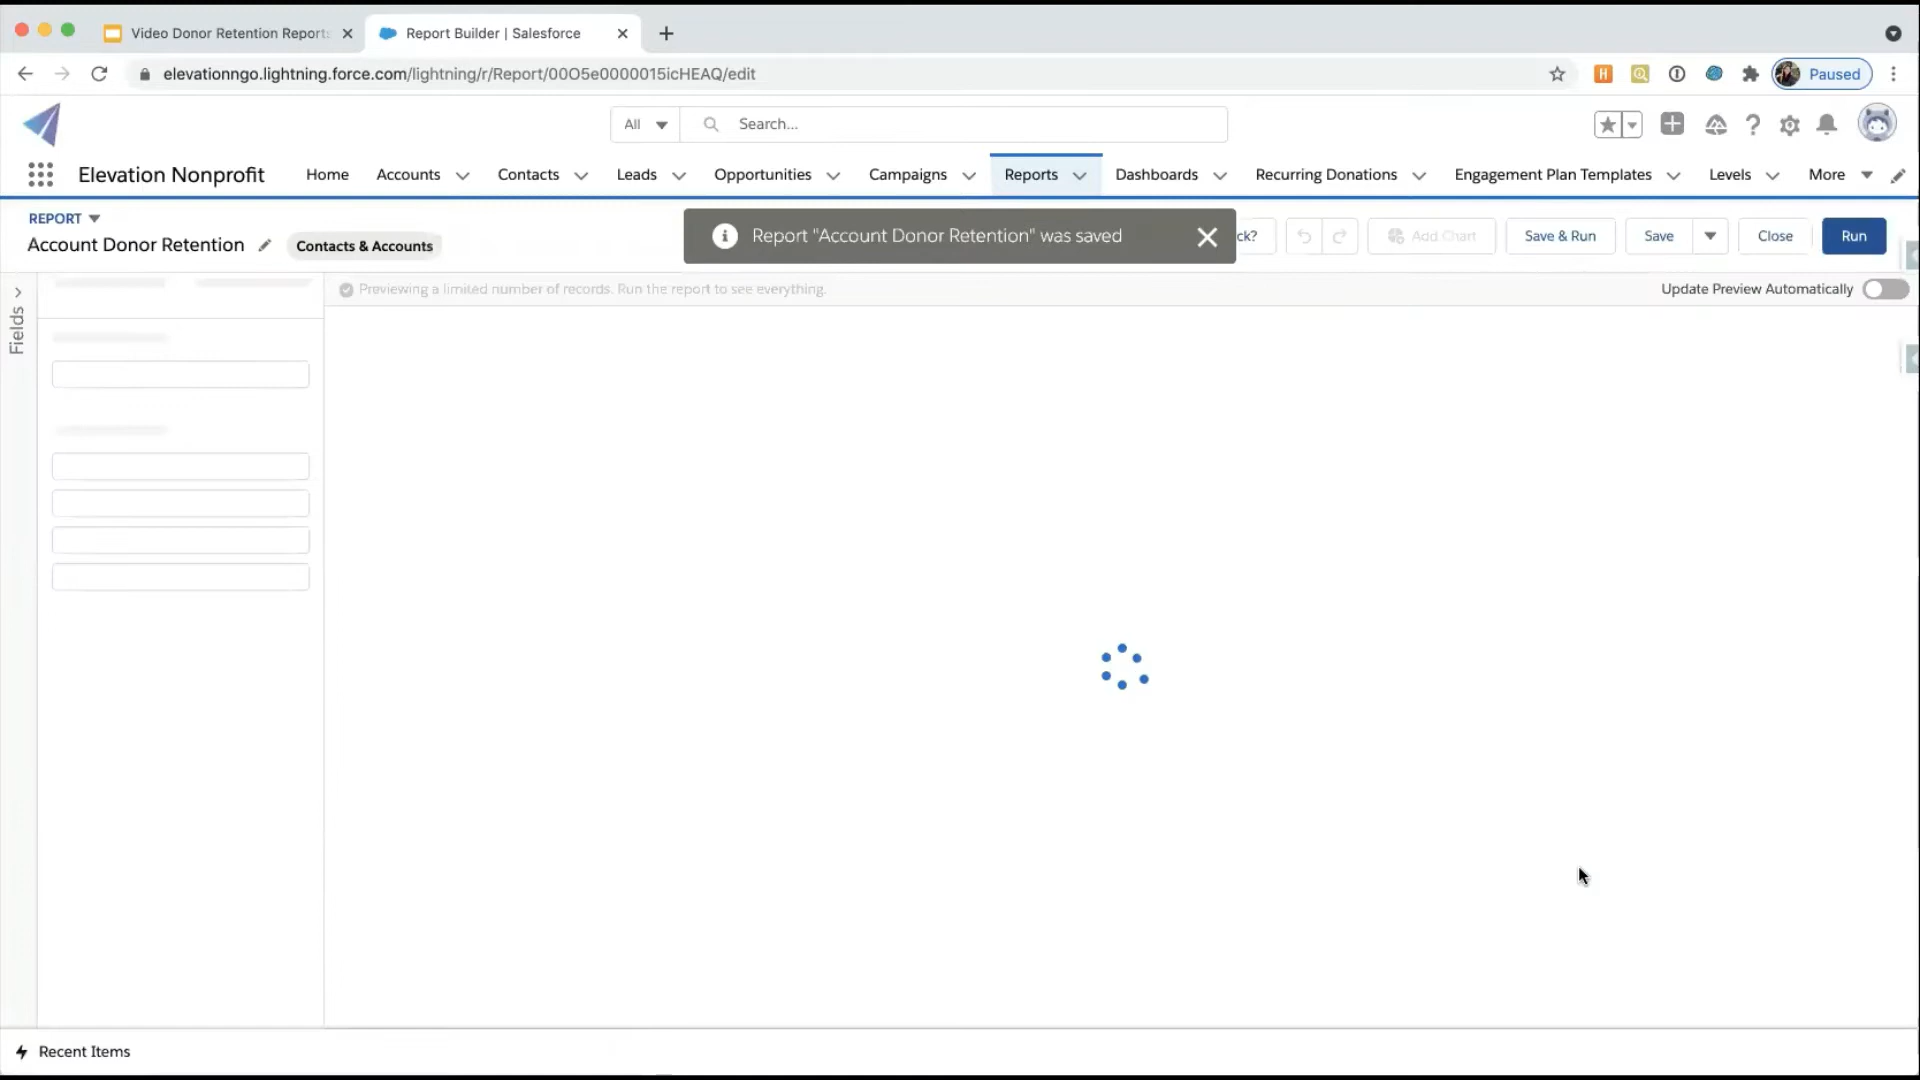 Video Donor Retention Report
Report Builder | Salesforce
elevationngo.lightning.force.com/lightning/r/Report/00O5e0000015icHEAQ/edit
Paused
All
Search...
Elevation Nonprofit
Home
Accounts
Contacts
Leads
Opportunities
Campaigns
Reports
Dashboards
Recurring Donations
Engagement Plan Templates
Levels
More
REPORT
Account Donor Retention
Contacts & Accounts
Report "Account Donor Retention" was saved
ck?
Add Chart
Save & Run
Save
Close
Run
Fields
Previewing a limited number of records. Run the report to see everything.
Update Preview Automatically
Recent Items